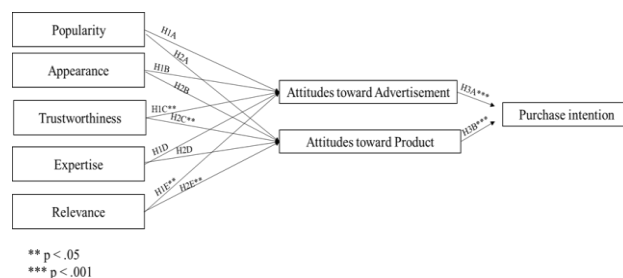 Popularity
Appearance
Trustworthiness
Expertise
Relevance
H1A
H2A
H1B
H2B
H1C**
H2C**
H1D
H2D
H1E**
H2E**
Attitudes toward Advertisement
Attitudes toward Product
H3A***
H3B***
Purchase intention
** p < .05
*** p < .001